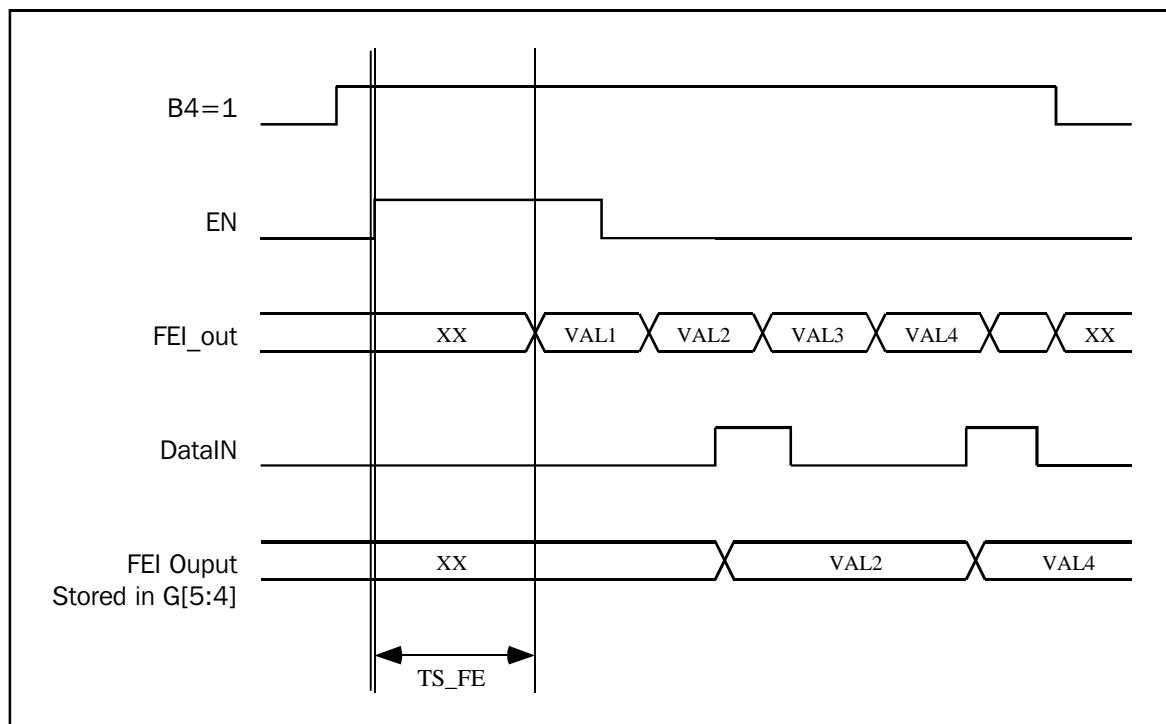 B4=1
EN
FEI_out
XX
VAL1
VAL2
VAL3
VAL4
XX
DataIN
FEI Ouput
Stored in G[5:4]
XX
VAL2
VAL4
TS_FE